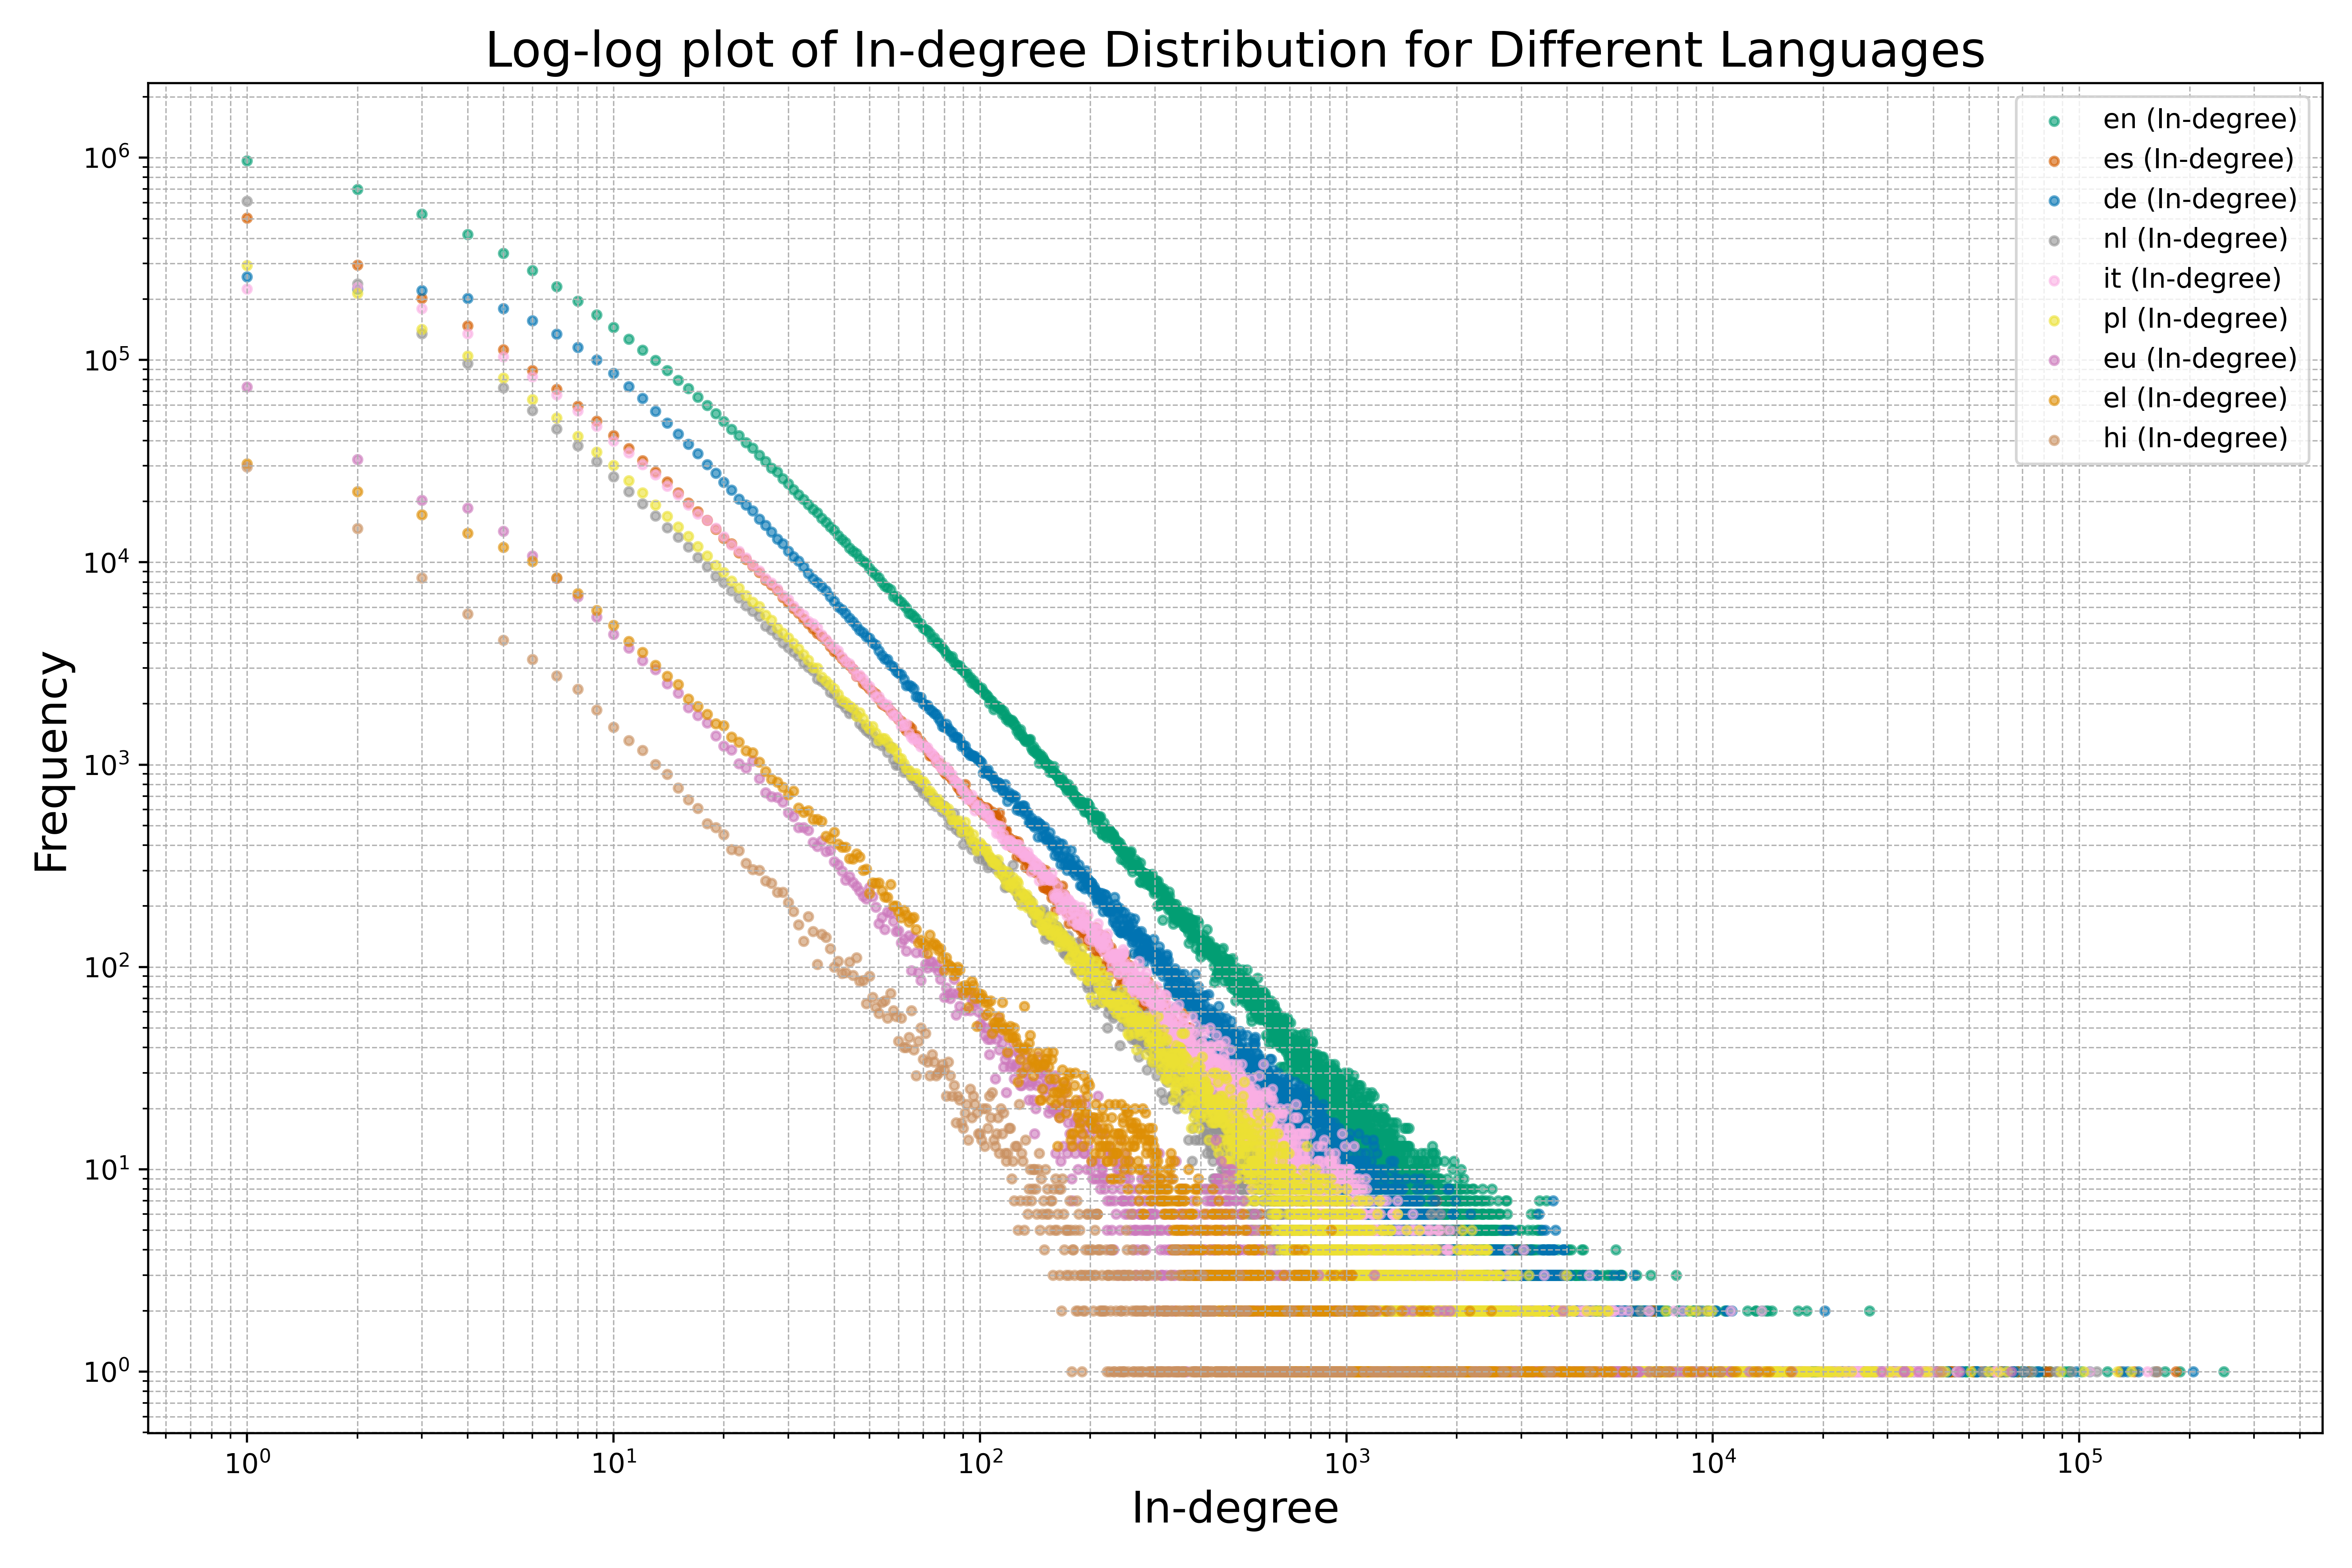 Log-log plot of In-degree Distribution for Different Languages
en (In-degree)
es (In-degree)
de (In-degree)
nl (In-degree)
it (In-degree)
pl (In-degree)
eu (In-degree)
el (In-degree)
hi (In-degree)
Frequency
10⁶
10⁵
10⁴
10³
10²
10¹
10⁰
10⁰ 10¹ 10² 10³ 10⁴ 10⁵
In-degree